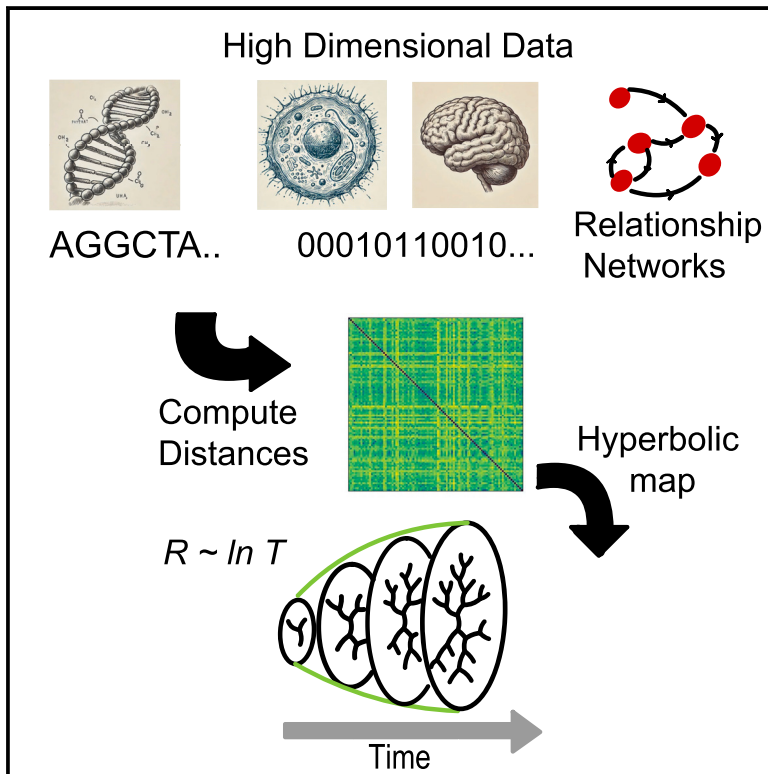 High Dimensional Data
AGGCTA..
00010110010...
Relationship
Networks
Compute
Distances
Hyperbolic
map
R ~ ln T
Time